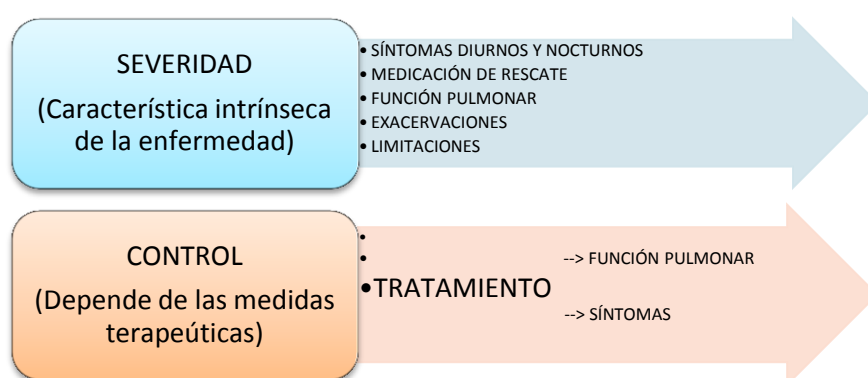 SEVERIDAD
(Característica intrínseca
de la enfermedad)
• SÍNTOMAS DIURNOS Y NOCTURNOS
• MEDICACIÓN DE RESCATE
• FUNCIÓN PULMONAR
• EXACERVACIONES
• LIMITACIONES
CONTROL
(Depende de las medidas
terapeúticas)
•
• --> FUNCIÓN PULMONAR
•TRATAMIENTO
--> SÍNTOMAS